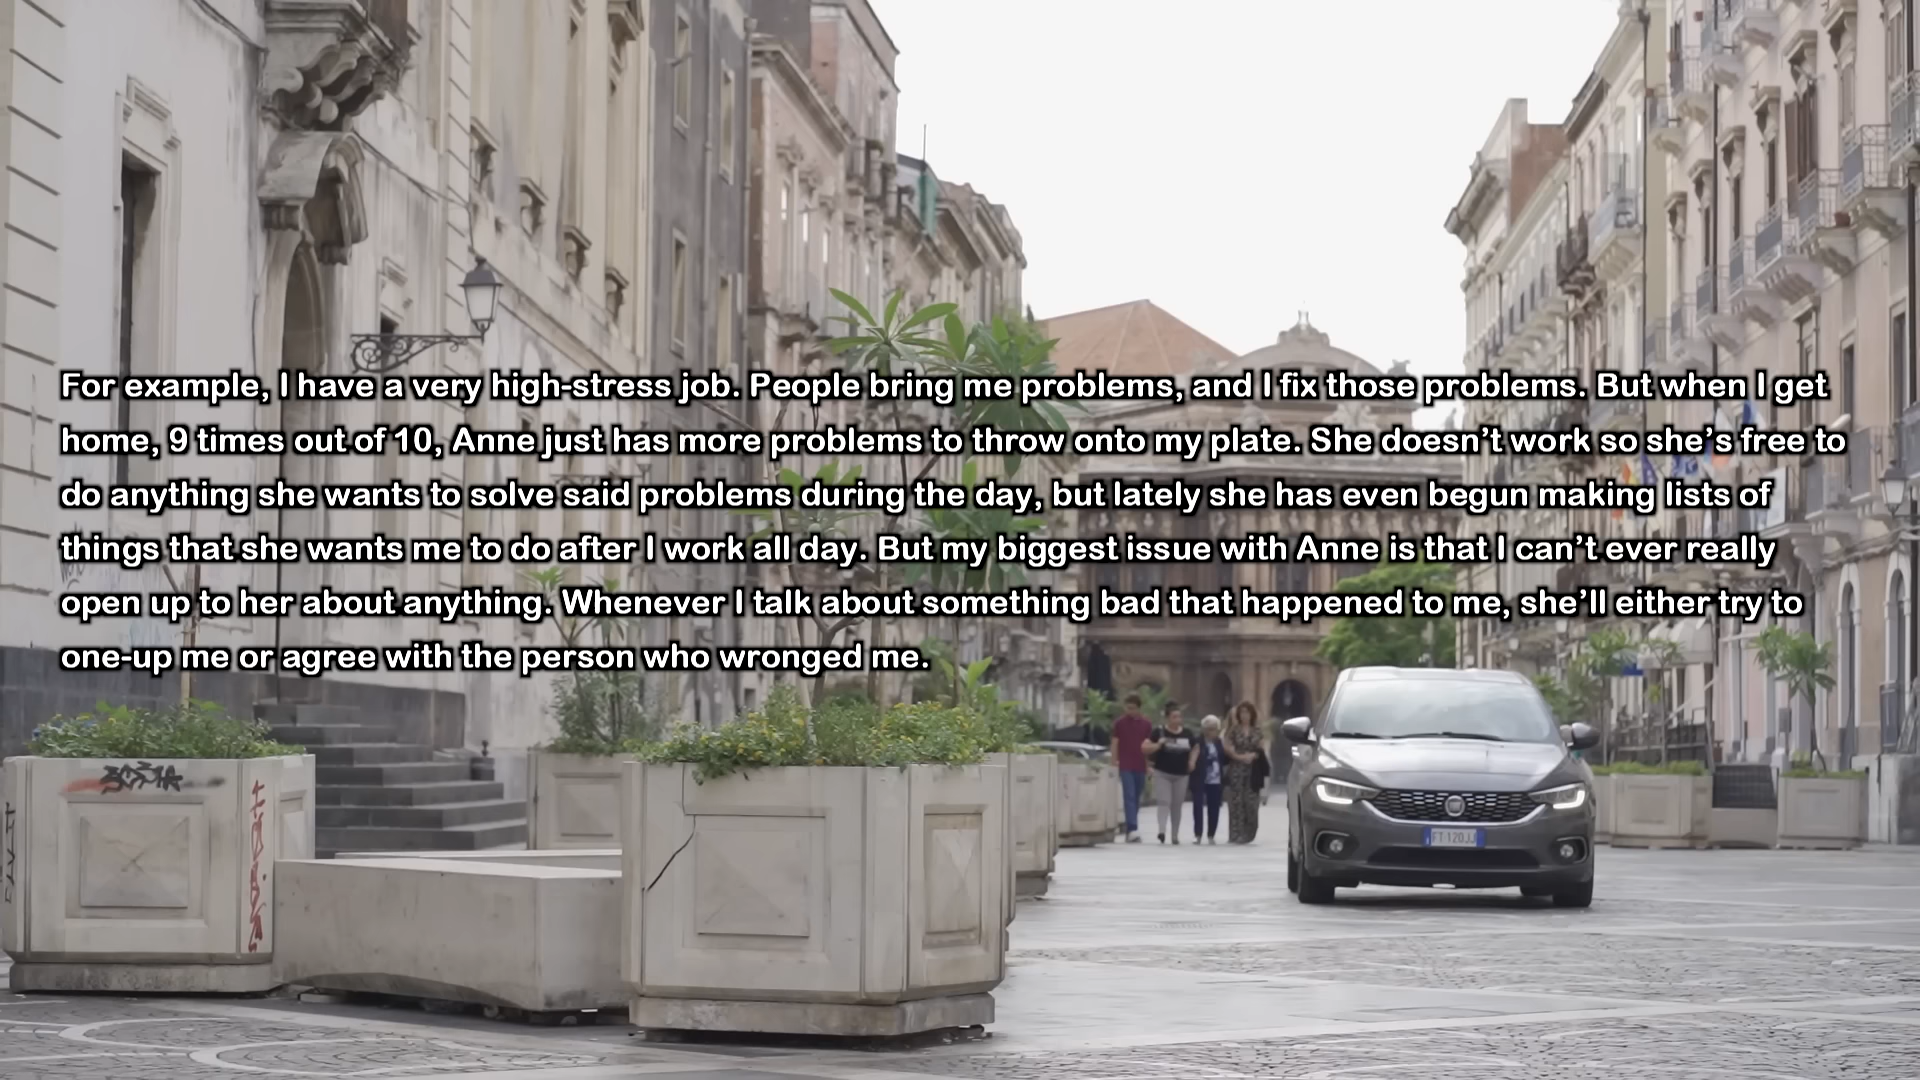 For example, I have a very high-stress job. People bring me problems, and I fix those problems. But when I get
home, 9 times out of 10, Anne just has more problems to throw onto my plate. She doesn’t work so she’s free to
do anything she wants to solve said problems during the day, but lately she has even begun making lists of
things that she wants me to do after I work all day. But my biggest issue with Anne is that I can’t ever really
open up to her about anything. Whenever I talk about something bad that happened to me, she’ll either try to
one-up me or agree with the person who wronged me.
FT·120JJ